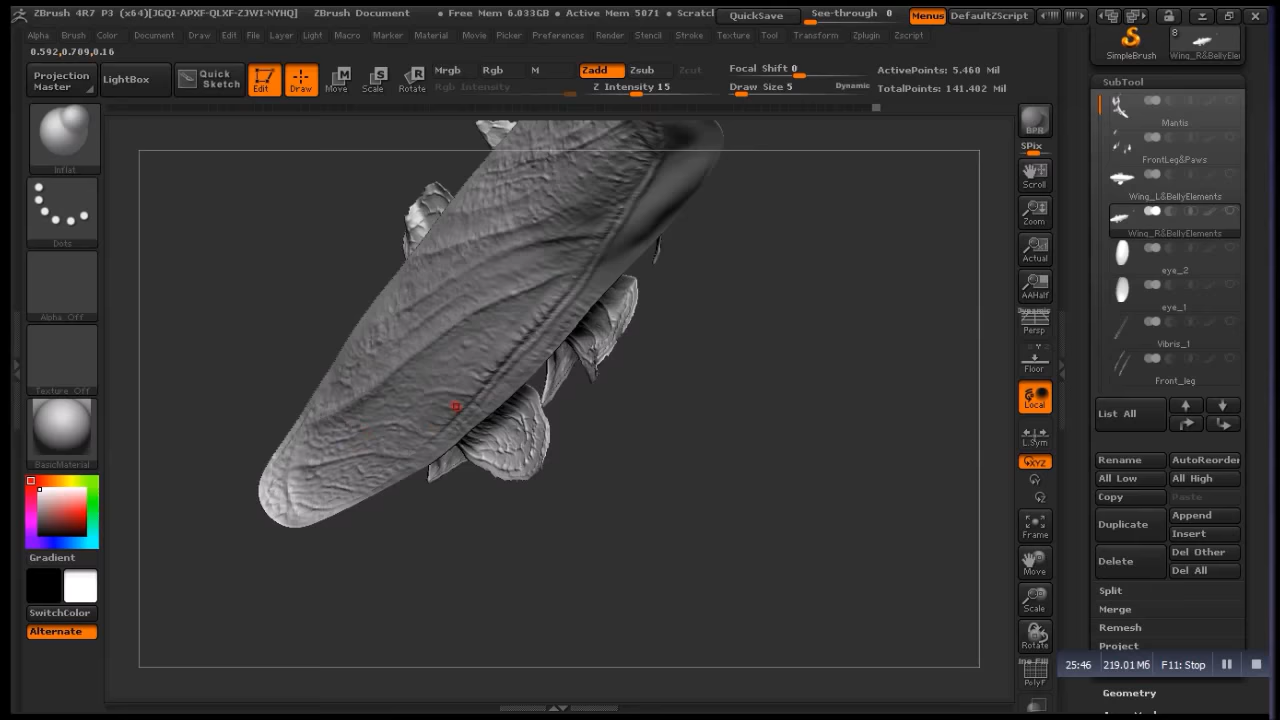 ZBrush 4R7 P3 (x64)[JGQI-APXF-QLXF-ZJWI-NYHQ] ZBrush Document • Free Mem 6.033GB • Active Mem 5071 • Scratch QuickSave See-through 0 Menus DefaultZScript
Alpha Brush Color Document Draw Edit File Layer Light Macro Marker Material Movie Picker Preferences Render Stencil Stroke Texture Tool Transform Zplugin Zscript
0.592,0.709,0.16
Projection Master
LightBox
Quick Sketch
Edit
Draw
Move
Scale
Rotate
Mrgb Rgb M
Rgb Intensity
Zadd Zsub Zcut
Z Intensity 15
Focal Shift 0
Draw Size 5 Dynamic
ActivePoints: 5.460 Mil
TotalPoints: 141.402 Mil
Inflat
Dots
Alpha Off
Texture Off
BasicMaterial
Gradient
SwitchColor
Alternate
BPR
SPix
Scroll
Zoom
Actual
AAHalf
Dynamic
Persp
Floor
Local
L.Sym
XYZ
Frame
Move
Scale
Rotate
PolyF
SimpleBrush
8
Wing_R&BellyEle
SubTool
Mantis
FrontLeg&Paws
Wing_L&BellyElements
Wing_R&BellyElements
eye_2
eye_1
Vibris_1
Front_leg
List All
Rename AutoReorder
All Low All High
Copy Paste
Duplicate Append
Insert
Delete Del Other
Del All
Split
Merge
Remesh
Project
25:46 219.01Мб F11: Stop
Geometry